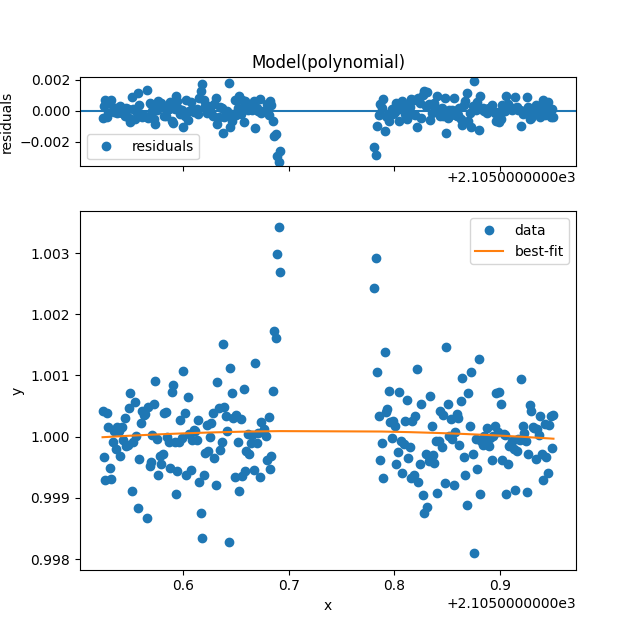 Model(polynomial)
residuals
0.002
0.000
−0.002
residuals
+2.1050000000e3
y
1.003
1.002
1.001
1.000
0.999
0.998
data
best-fit
0.6 0.7 0.8 0.9
x
+2.1050000000e3